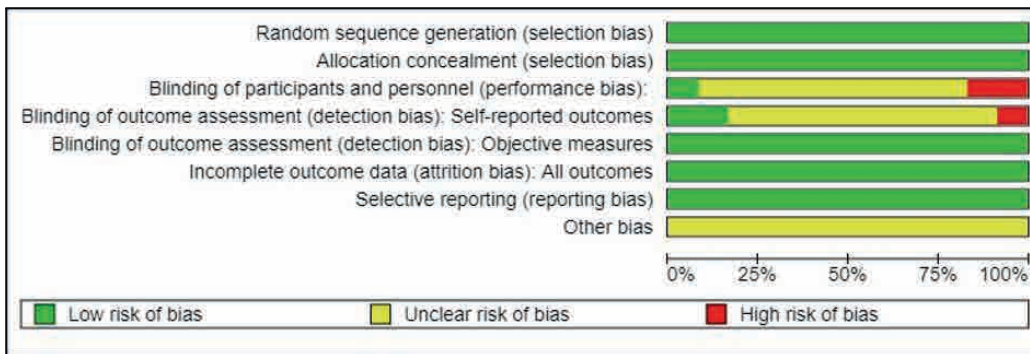 Random sequence generation (selection bias)
Allocation concealment (selection bias)
Blinding of participants and personnel (performance bias):
Blinding of outcome assessment (detection bias): Self-reported outcomes
Blinding of outcome assessment (detection bias): Objective measures
Incomplete outcome data (attrition bias): All outcomes
Selective reporting (reporting bias)
Other bias
0% 25% 50% 75% 100%
Low risk of bias Unclear risk of bias High risk of bias